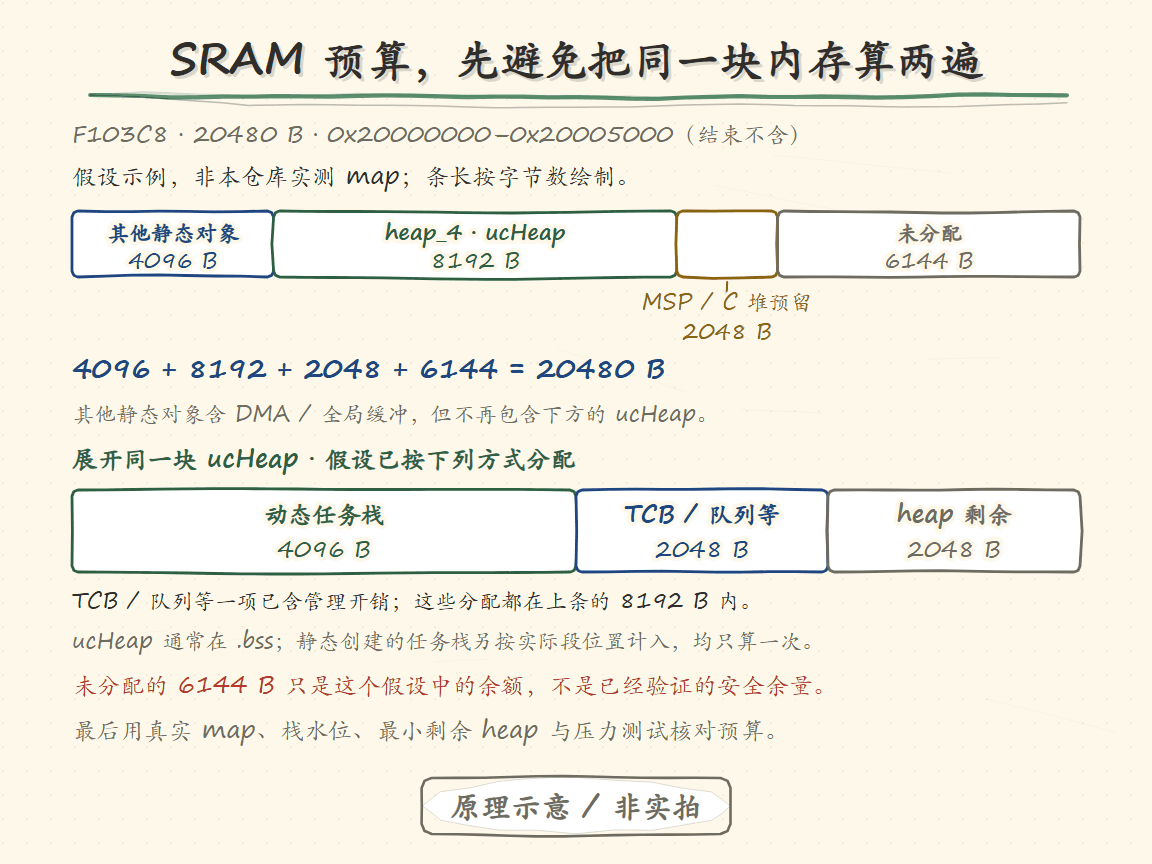 SRAM 预算，先避免把同一块内存算两遍
F103C8 · 20480 B · 0x20000000–0x20005000（结束不含）
假设示例，非本仓库实测 map；条长按字节数绘制。
其他静态对象
4096 B
heap_4 · ucHeap
8192 B
未分配
6144 B
MSP / C 堆预留
2048 B
4096 + 8192 + 2048 + 6144 = 20480 B
其他静态对象含 DMA / 全局缓冲，但不再包含下方的 ucHeap。
展开同一块 ucHeap · 假设已按下列方式分配
动态任务栈
4096 B
TCB / 队列等
2048 B
heap 剩余
2048 B
TCB / 队列等一项已含管理开销；这些分配都在上条的 8192 B 内。
ucHeap 通常在 .bss；静态创建的任务栈另按实际段位置计入，均只算一次。
未分配的 6144 B 只是这个假设中的余额，不是已经验证的安全余量。
最后用真实 map、栈水位、最小剩余 heap 与压力测试核对预算。
原理示意 / 非实拍